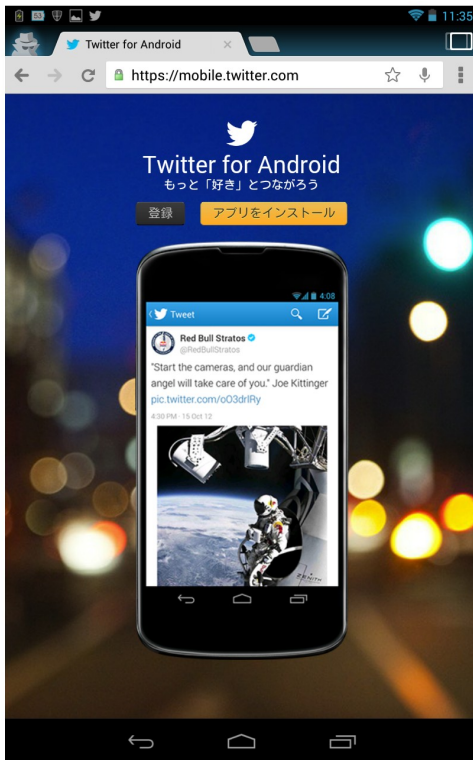 11:35
Twitter for Android
https://mobile.twitter.com
Twitter for Android
もっと「好き」とつながろう
登録 アプリをインストール
4:08
Tweet
Red Bull Stratos
@RedBullStratos
"Start the cameras, and our guardian
angel will take care of you." Joe Kittinger
pic.twitter.com/oO3drIRy
4:30 PM · 15 Oct 12